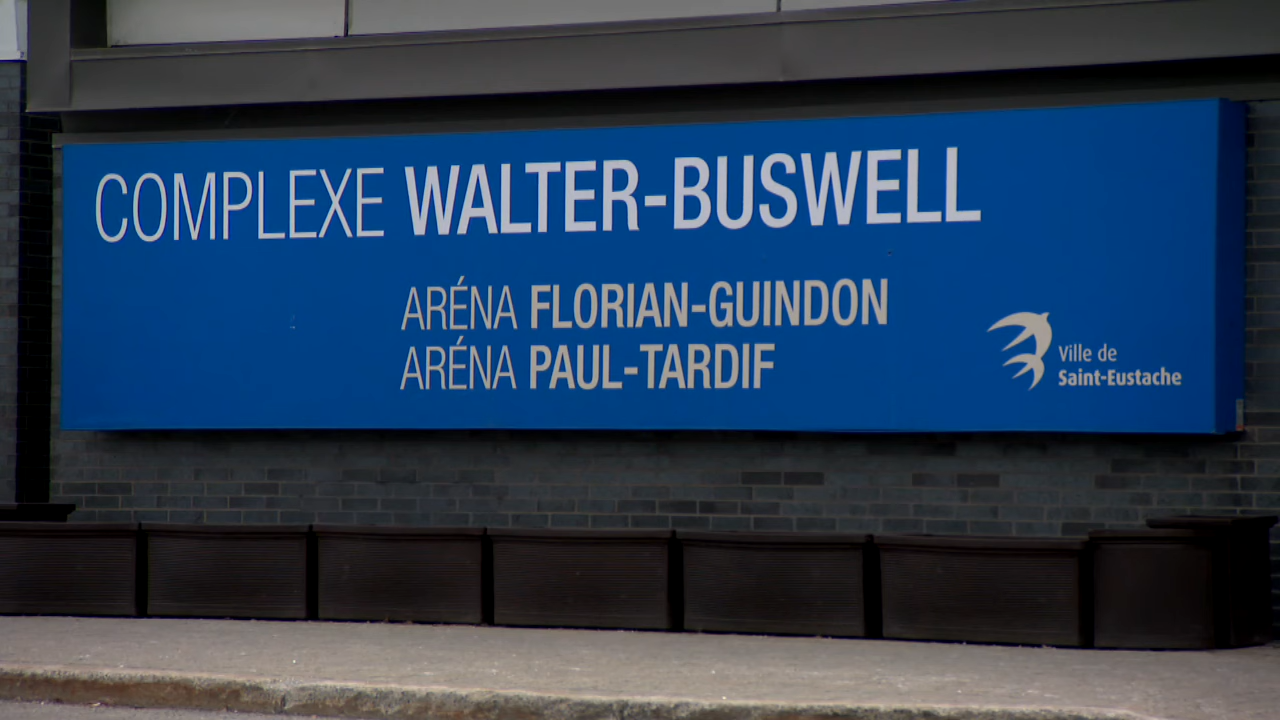 COMPLEXE WALTER-BUSWELL
ARÉNA FLORIAN-GUINDON
ARÉNA PAUL-TARDIF
Ville de
Saint-Eustache